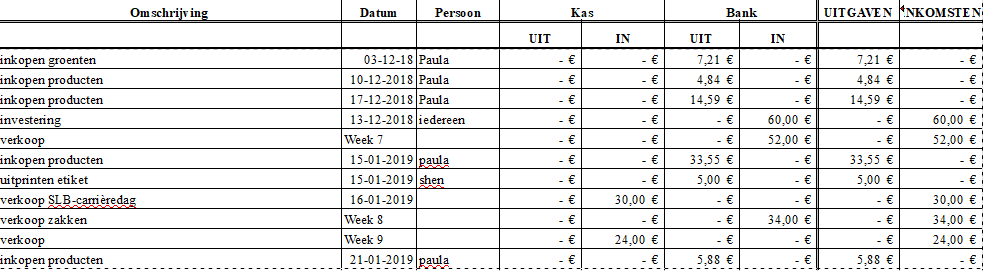 Omschrijving Datum Persoon Kas Bank UITGAVEN INKOMSTEN
UIT IN UIT IN
inkopen groenten 03-12-18 Paula - € - € 7,21 € - € 7,21 € - €
inkopen producten 10-12-2018 Paula - € - € 4,84 € - € 4,84 € - €
inkopen producten 17-12-2018 Paula - € - € 14,59 € - € 14,59 € - €
investering 13-12-2018 iedereen - € - € - € 60,00 € - € 60,00 €
verkoop Week 7 - € - € - € 52,00 € - € 52,00 €
inkopen producten 15-01-2019 paula - € - € 33,55 € - € 33,55 € - €
uitprinten etiket 15-01-2019 shen - € - € 5,00 € - € 5,00 € - €
verkoop SLB-carrièredag 16-01-2019 - € 30,00 € - € - € - € 30,00 €
verkoop zakken Week 8 - € - € - € 34,00 € - € 34,00 €
verkoop Week 9 - € 24,00 € - € - € - € 24,00 €
inkopen producten 21-01-2019 paula - € - € 5,88 € - € 5,88 € - €